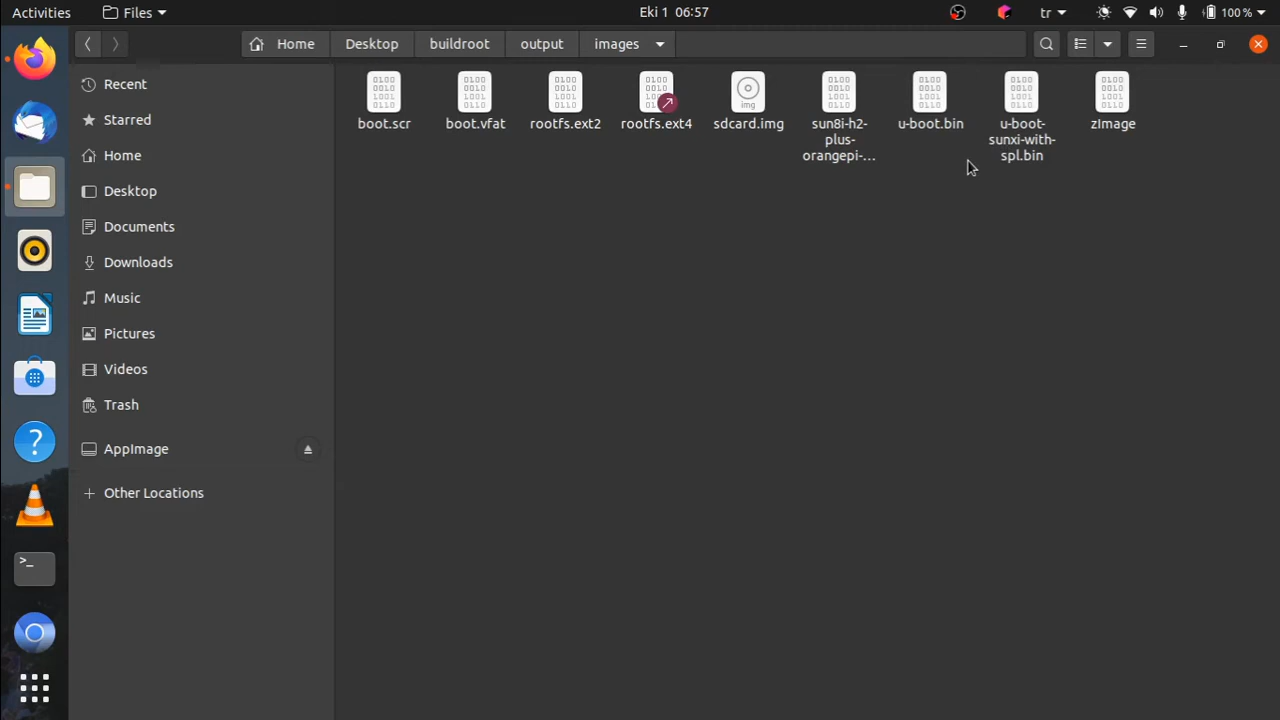 Activities
Files
Eki 1 06:57
tr
100 %
Home
Desktop
buildroot
output
images
Recent
Starred
Home
Desktop
Documents
Downloads
Music
Pictures
Videos
Trash
AppImage
+ Other Locations
boot.scr
boot.vfat
rootfs.ext2
rootfs.ext4
img
sdcard.img
sun8i-h2-
plus-
orangepi-...
u-boot.bin
u-boot-
sunxi-with-
spl.bin
zImage